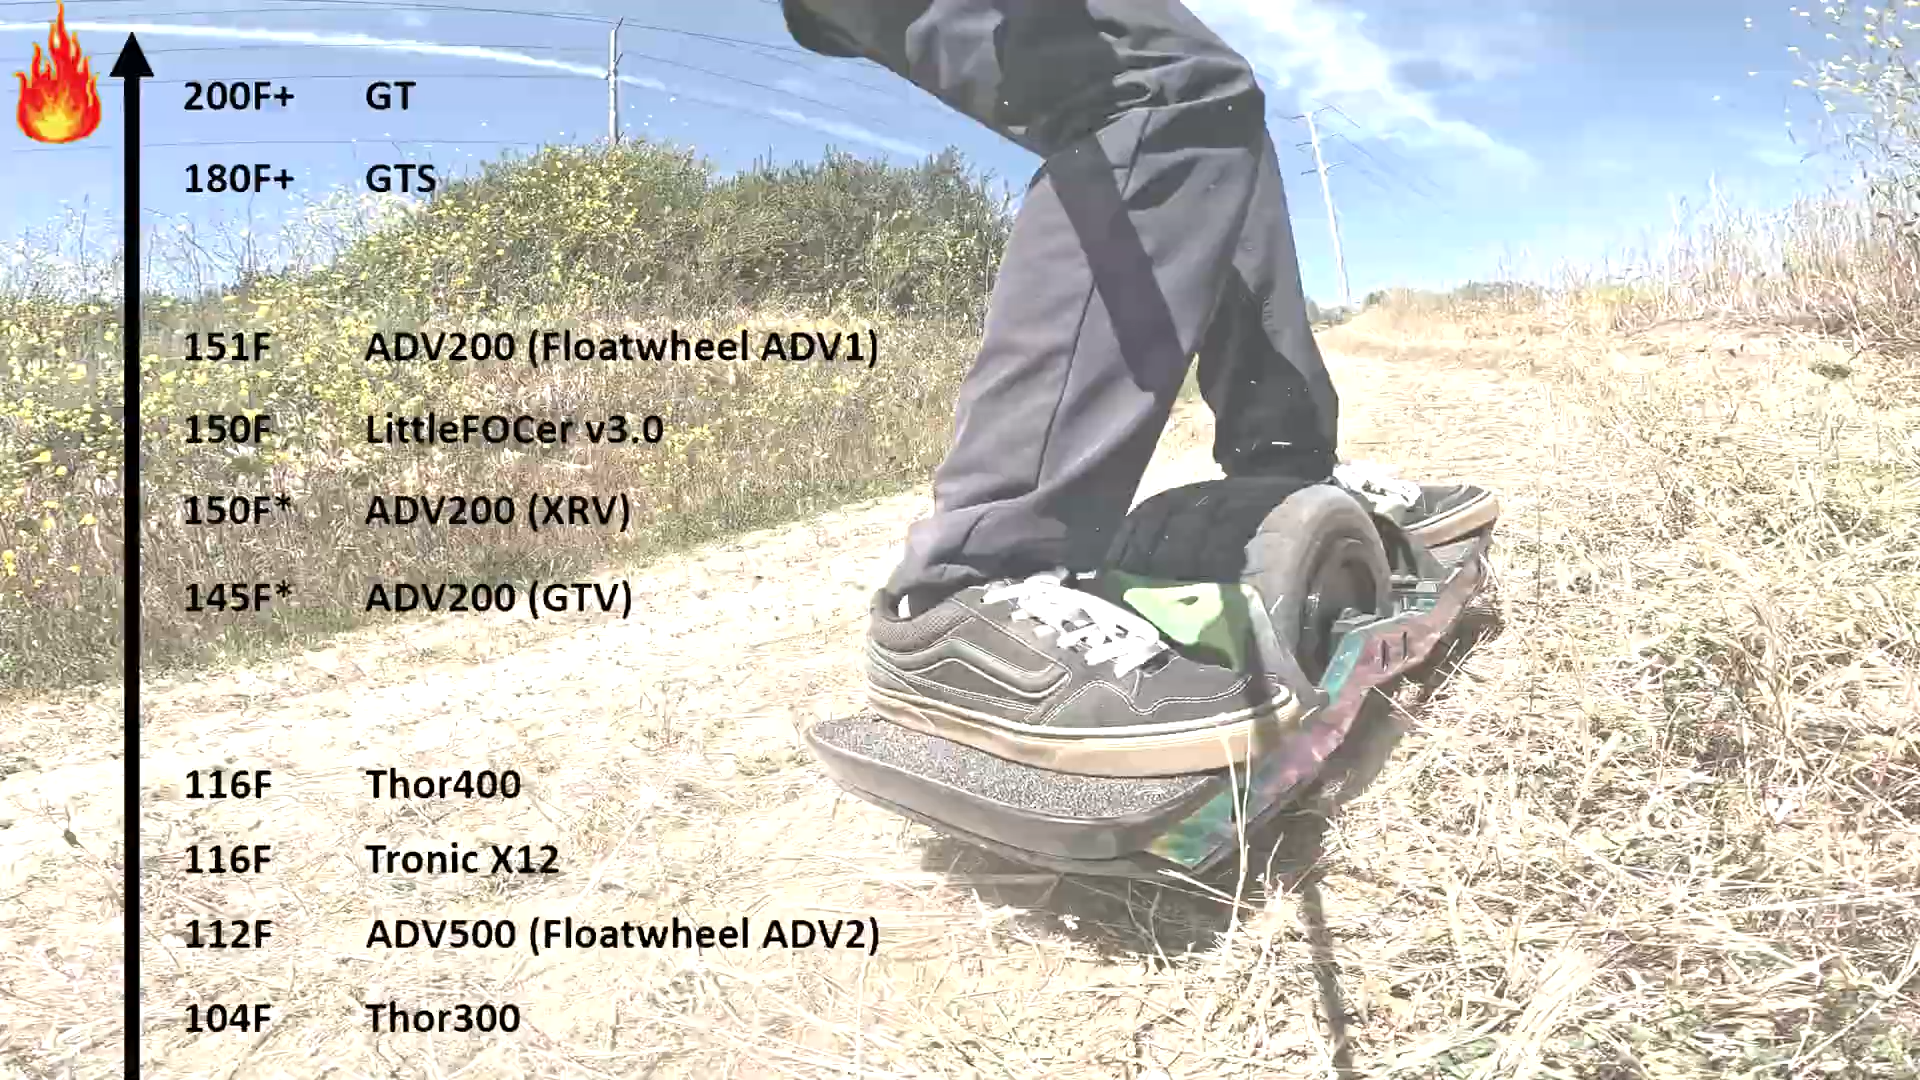 200F+ GT
180F+ GTS
151F ADV200 (Floatwheel ADV1)
150F LittleFOCer v3.0
150F* ADV200 (XRV)
145F* ADV200 (GTV)
116F Thor400
116F Tronic X12
112F ADV500 (Floatwheel ADV2)
104F Thor300